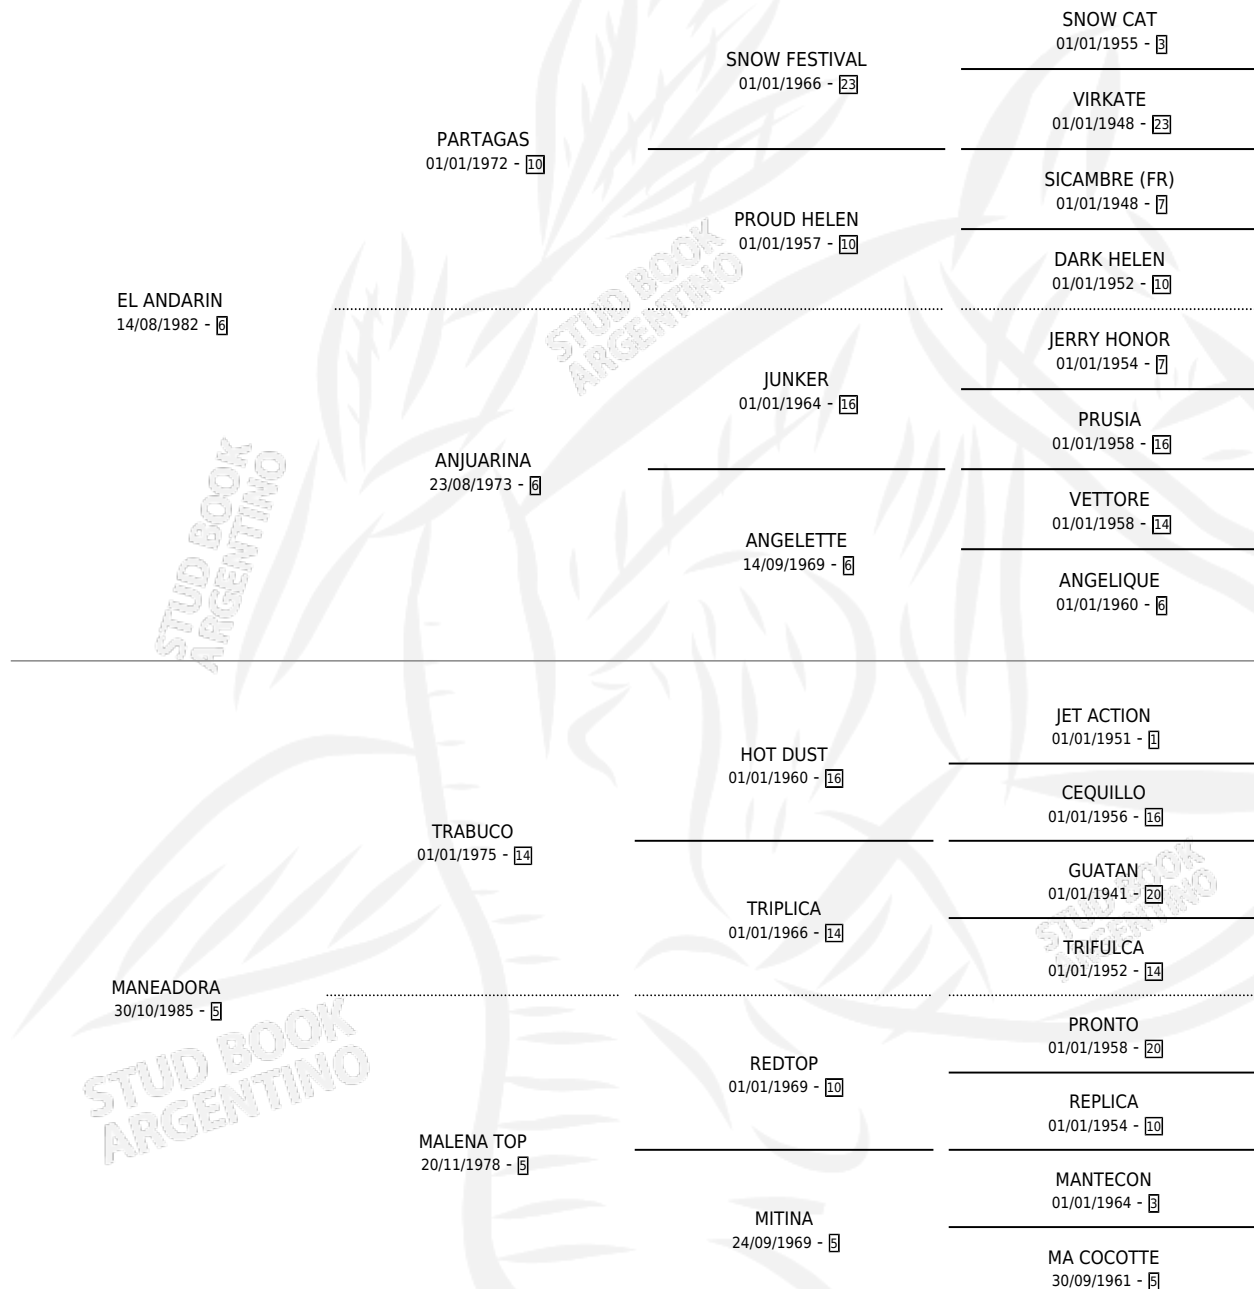 SNOW CAT
01/01/1955 - 3
SNOW FESTIVAL
01/01/1966 - 23
VIRKATE
01/01/1948 - 23
PARTAGAS
01/01/1972 - 10
SICAMBRE (FR)
01/01/1948 - 7
PROUD HELEN
01/01/1957 - 10
DARK HELEN
01/01/1952 - 10
EL ANDARIN
14/08/1982 - 6
JERRY HONOR
01/01/1954 - 7
JUNKER
01/01/1964 - 16
PRUSIA
01/01/1958 - 16
ANJUARINA
23/08/1973 - 6
VETTORE
01/01/1958 - 14
ANGELETTE
14/09/1969 - 6
ANGELIQUE
01/01/1960 - 6
JET ACTION
01/01/1951 - 1
HOT DUST
01/01/1960 - 16
CEQUILLO
01/01/1956 - 16
TRABUCO
01/01/1975 - 14
GUATAN
01/01/1941 - 20
TRIPLICA
01/01/1966 - 14
TRIFULCA
01/01/1952 - 14
MANEADORA
30/10/1985 - 5
PRONTO
01/01/1958 - 20
REDTOP
01/01/1969 - 10
REPLICA
01/01/1954 - 10
MALENA TOP
20/11/1978 - 5
MANTECON
01/01/1964 - 3
MITINA
24/09/1969 - 5
MA COCOTTE
30/09/1961 - 5
STUD BOOK
ARGENTINO
STUD BOOK
ARGENTINO
STUD BOOK
ARGENTINO
STUD BOOK
ARGENTINO